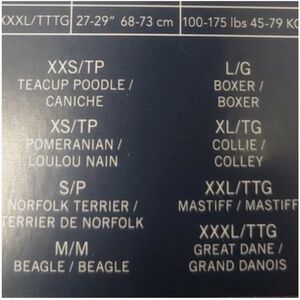 XXXL/TTTG 27-29" 68-73 cm 100-175 lbs 45-79 KG
XXS/TP
TEACUP POODLE /
CANICHE
XS/TP
POMERANIAN /
LOULOU NAIN
S/P
NORFOLK TERRIER /
TERRIER DE NORFOLK
M/M
BEAGLE / BEAGLE
L/G
BOXER /
BOXER
XL/TG
COLLIE /
COLLEY
XXL/TTG
MASTIFF / MASTIFF
XXXL/TTG
GREAT DANE /
GRAND DANOIS